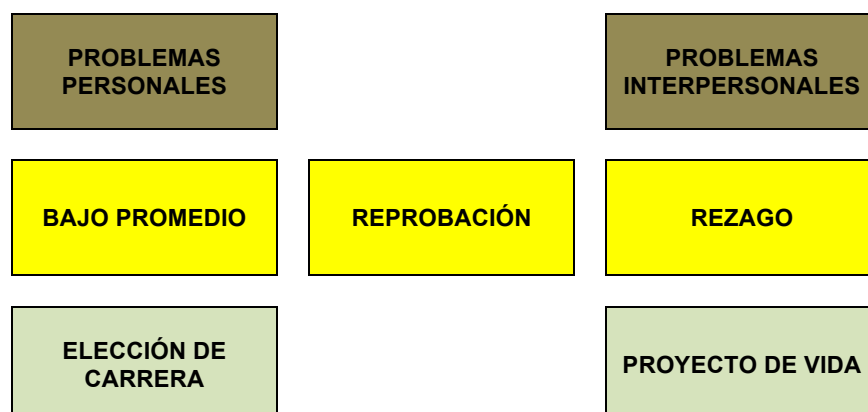 PROBLEMAS
PERSONALES
PROBLEMAS
INTERPERSONALES
BAJO PROMEDIO
REPROBACIÓN
REZAGO
ELECCIÓN DE
CARRERA
PROYECTO DE VIDA